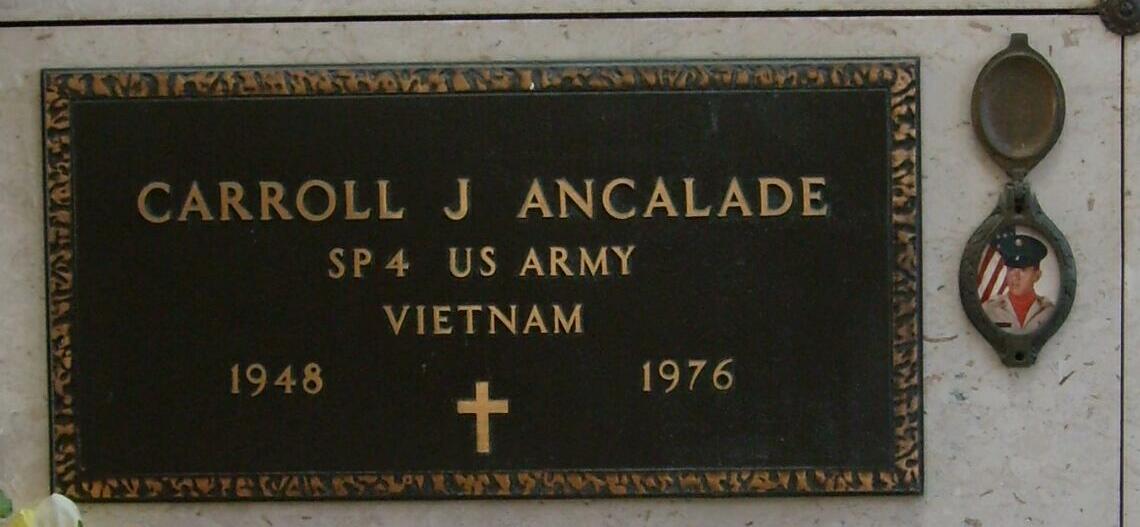 CARROLL J ANCALADE
SP4 US ARMY
VIETNAM
1948 1976